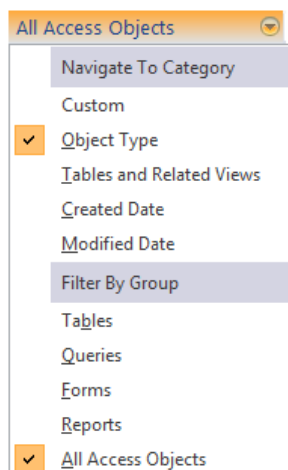 All Access Objects
Navigate To Category
Custom
Object Type
Tables and Related Views
Created Date
Modified Date
Filter By Group
Tables
Queries
Forms
Reports
All Access Objects